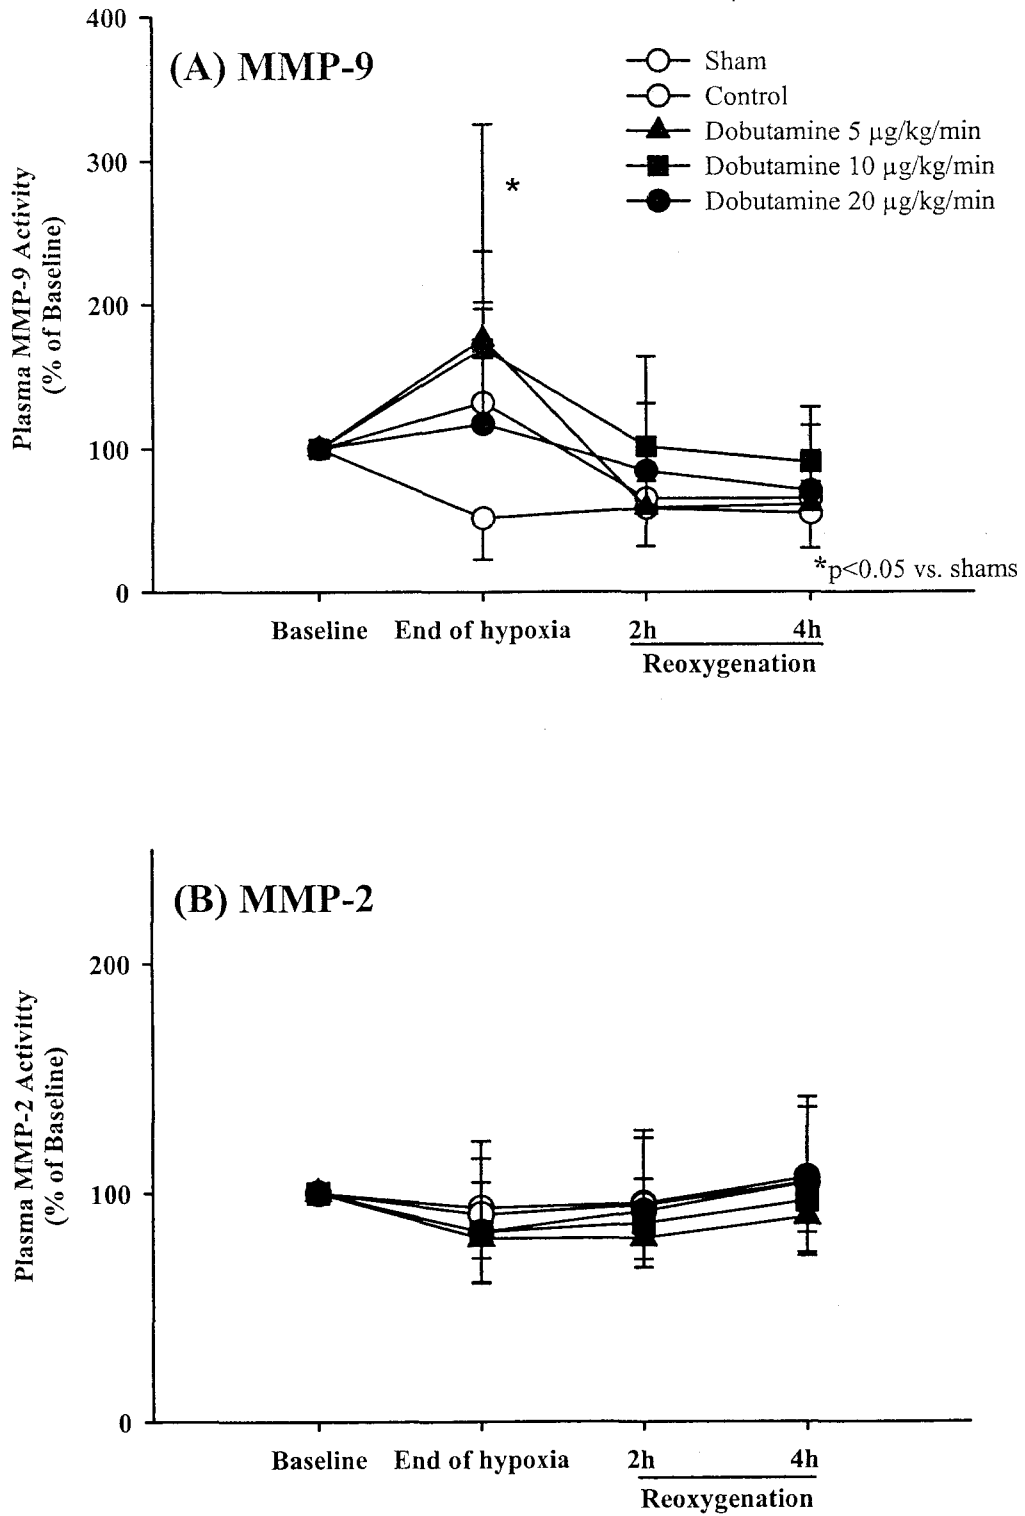 400
(A) MMP-9
Sham
Control
Dobutamine 5 µg/kg/min
Dobutamine 10 µg/kg/min
Dobutamine 20 µg/kg/min
300
*
200
100
0
Plasma MMP-9 Activity
(% of Baseline)
*p<0.05 vs. shams
Baseline End of hypoxia 2h 4h
Reoxygenation
(B) MMP-2
200
100
0
Plasma MMP-2 Activitty
(% of Baseline)
Baseline End of hypoxia 2h 4h
Reoxygenation